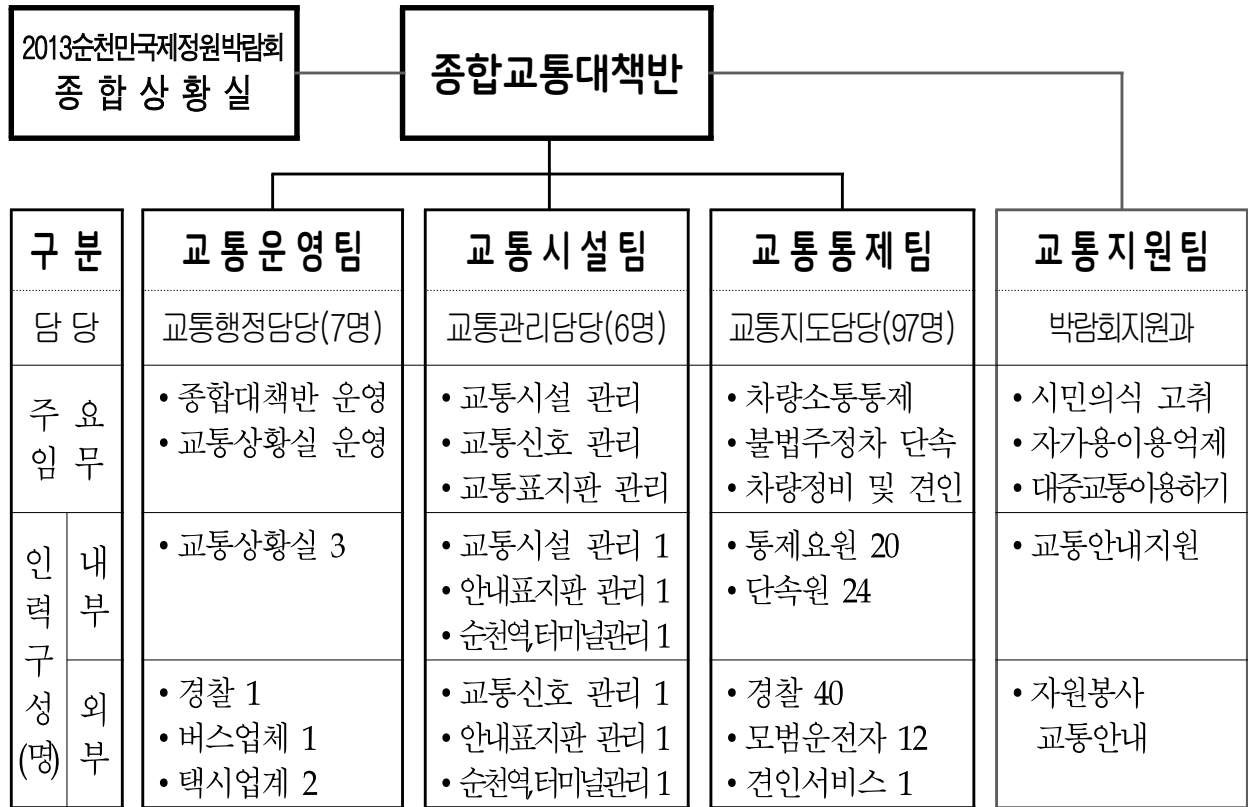 2013순천만국제정원박람회
종 합 상 황 실
종합교통대책반
구 분
교 통 운 영 팀
교 통 시 설 팀
교 통 통 제 팀
교 통 지 원 팀
담 당
교통행정담당(7명)
교통관리담당(6명)
교통지도담당(97명)
박람회지원과
주 요
임 무
• 종합대책반 운영
• 교통상황실 운영
• 교통시설 관리
• 교통신호 관리
• 교통표지판 관리
• 차량소통통제
• 불법주정차 단속
• 차량정비 및 견인
• 시민의식 고취
• 자가용이용억제
• 대중교통이용하기
인
력
구
성
(명)
내
부
• 교통상황실 3
• 교통시설 관리 1
• 안내표지판 관리 1
• 순천역,터미널관리 1
• 통제요원 20
• 단속원 24
• 교통안내지원
외
부
• 경찰 1
• 버스업체 1
• 택시업계 2
• 교통신호 관리 1
• 안내표지판 관리 1
• 순천역,터미널관리 1
• 경찰 40
• 모범운전자 12
• 견인서비스 1
• 자원봉사
교통안내